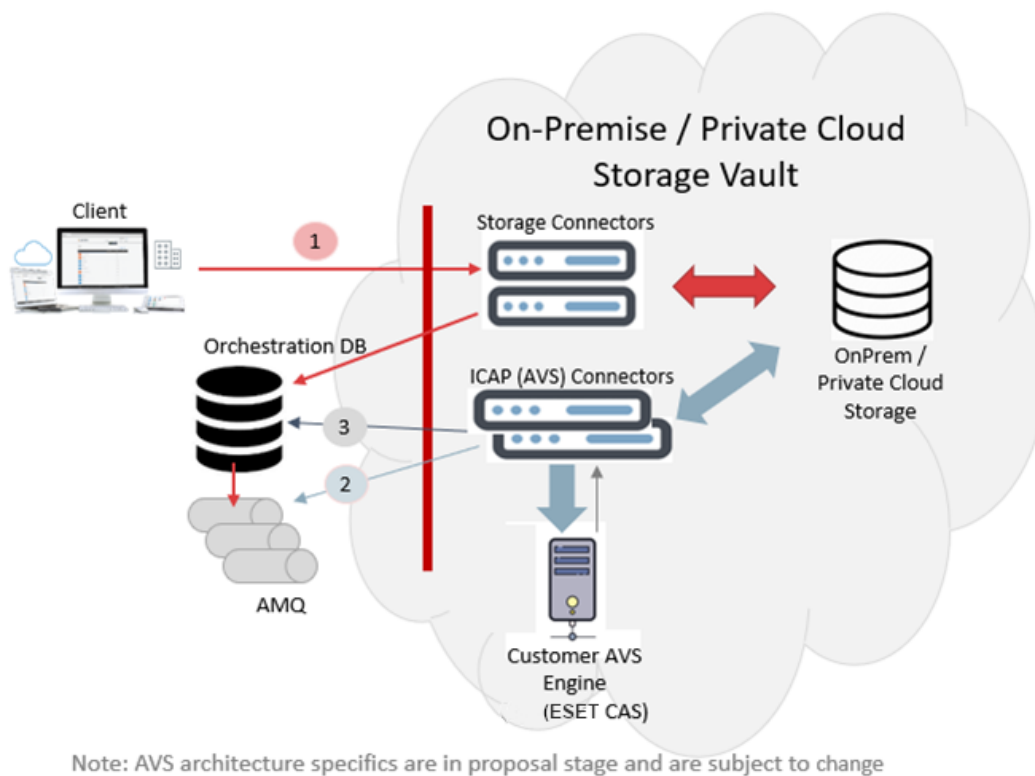 On-Premise / Private Cloud
Storage Vault
Client
Storage Connectors
1
Orchestration DB
OnPrem /
Private Cloud
Storage
ICAP (AVS) Connectors
3
2
AMQ
Customer AVS
Engine
(ESET CAS)
Note: AVS architecture specifics are in proposal stage and are subject to change